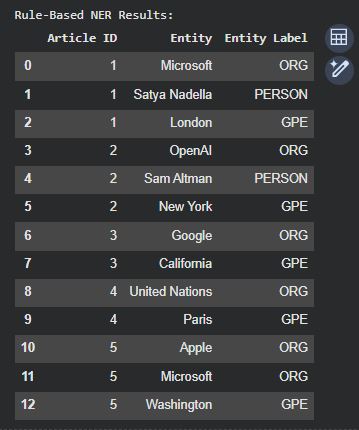 Rule-Based NER Results:
Article ID Entity Entity Label
0 1 Microsoft ORG
1 1 Satya Nadella PERSON
2 1 London GPE
3 2 OpenAI ORG
4 2 Sam Altman PERSON
5 2 New York GPE
6 3 Google ORG
7 3 California GPE
8 4 United Nations ORG
9 4 Paris GPE
10 5 Apple ORG
11 5 Microsoft ORG
12 5 Washington GPE